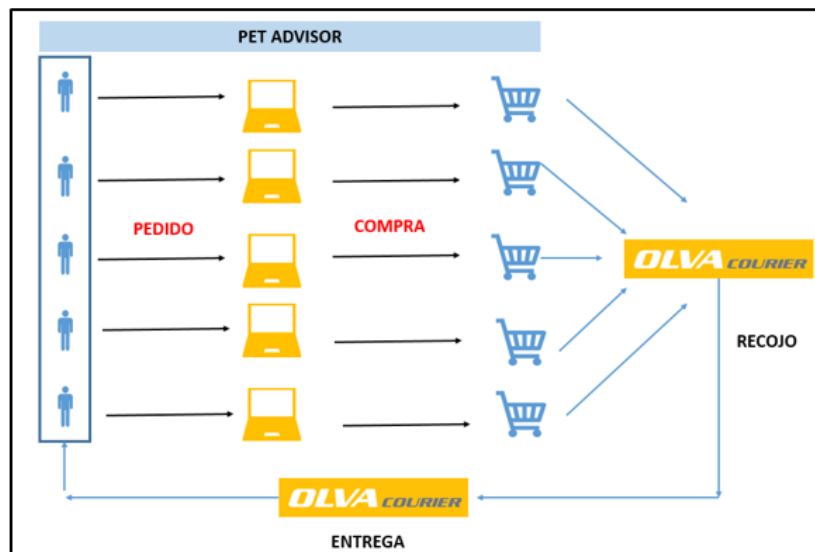 PET ADVISOR
PEDIDO
COMPRA
OLVA COURIER
RECOJO
OLVA COURIER
ENTREGA